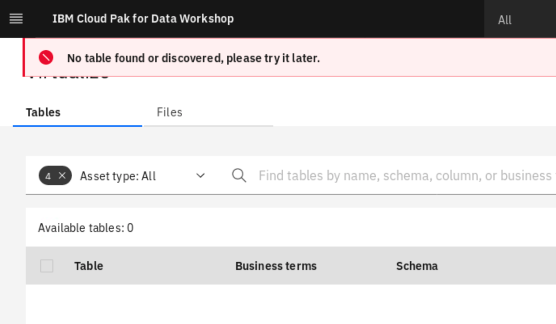 IBM Cloud Pak for Data Workshop
All
No table found or discovered, please try it later.
Virtualize
Tables
Files
4
Asset type: All
Find tables by name, schema, column, or business
Available tables: 0
Table
Business terms
Schema